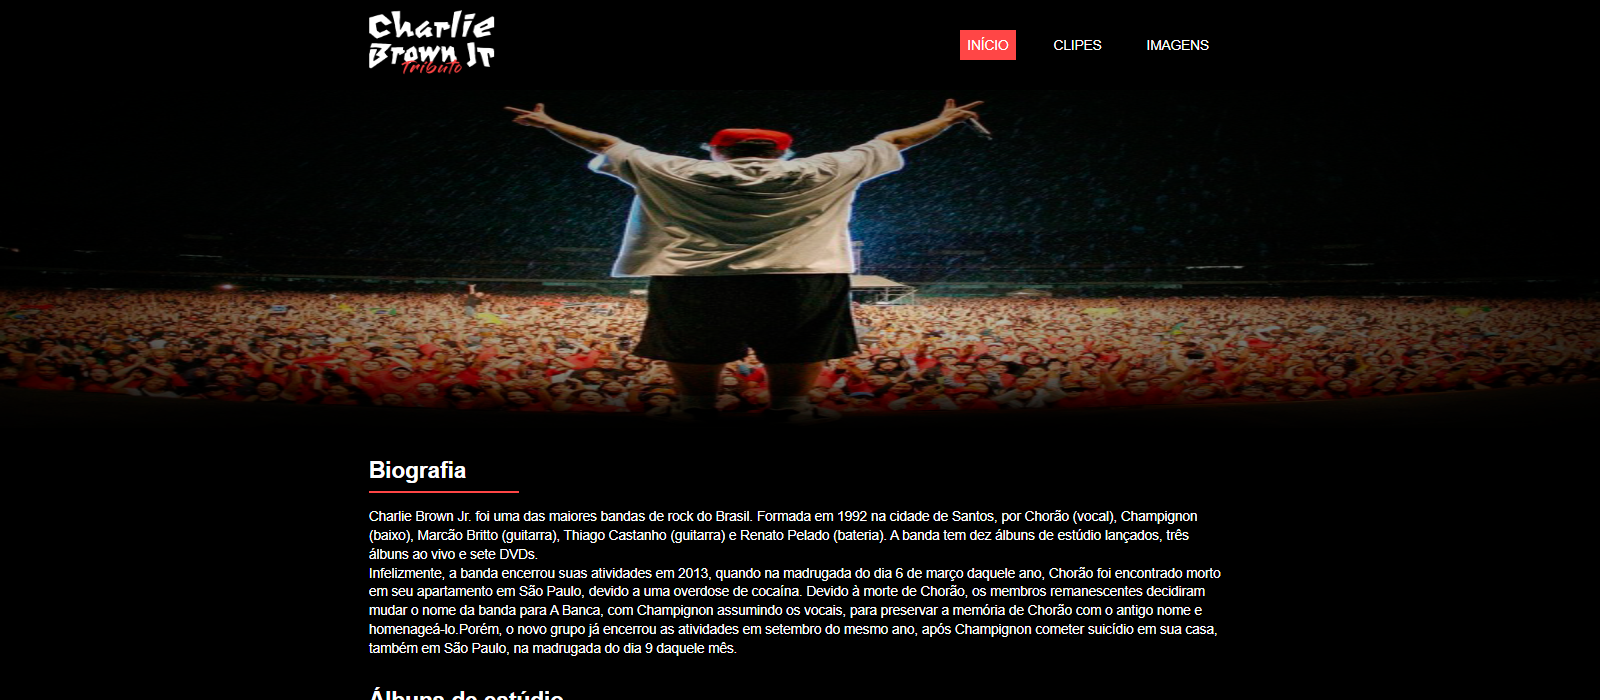 Charlie
Brown Jr
Tributo
INÍCIO CLIPES IMAGENS
Biografia
Charlie Brown Jr. foi uma das maiores bandas de rock do Brasil. Formada em 1992 na cidade de Santos, por Chorão (vocal), Champignon
(baixo), Marcão Britto (guitarra), Thiago Castanho (guitarra) e Renato Pelado (bateria). A banda tem dez álbuns de estúdio lançados, três
álbuns ao vivo e sete DVDs.
Infelizmente, a banda encerrou suas atividades em 2013, quando na madrugada do dia 6 de março daquele ano, Chorão foi encontrado morto
em seu apartamento em São Paulo, devido a uma overdose de cocaína. Devido à morte de Chorão, os membros remanescentes decidiram
mudar o nome da banda para A Banca, com Champignon assumindo os vocais, para preservar a memória de Chorão com o antigo nome e
homenageá-lo.Porém, o novo grupo já encerrou as atividades em setembro do mesmo ano, após Champignon cometer suicídio em sua casa,
também em São Paulo, na madrugada do dia 9 daquele mês.
Álbuns de estúdio